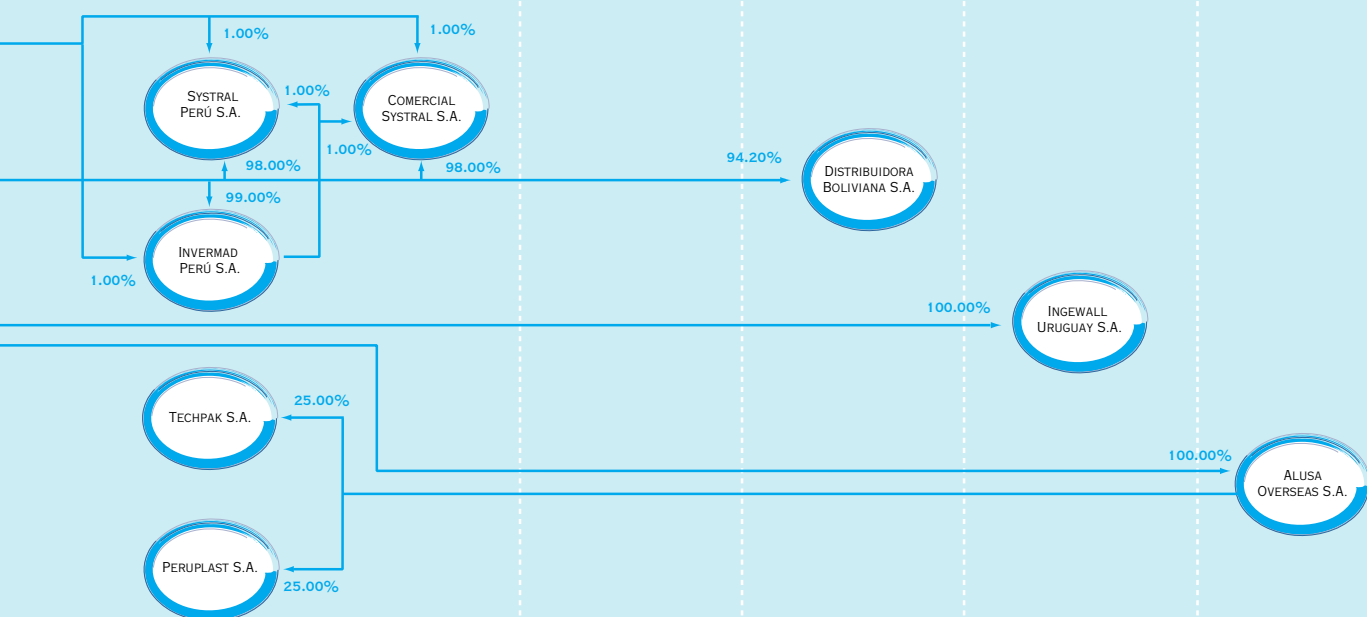 1.00%
1.00%
SYSTRAL
PERÚ S.A.
1.00%
COMERCIAL
SYSTRAL S.A.
1.00%
98.00%
98.00%
94.20%
DISTRIBUIDORA
BOLIVIANA S.A.
99.00%
INVERMAD
PERÚ S.A.
1.00%
100.00%
INGEWALL
URUGUAY S.A.
TECHPAK S.A.
25.00%
100.00%
ALUSA
OVERSEAS S.A.
PERUPLAST S.A.
25.00%